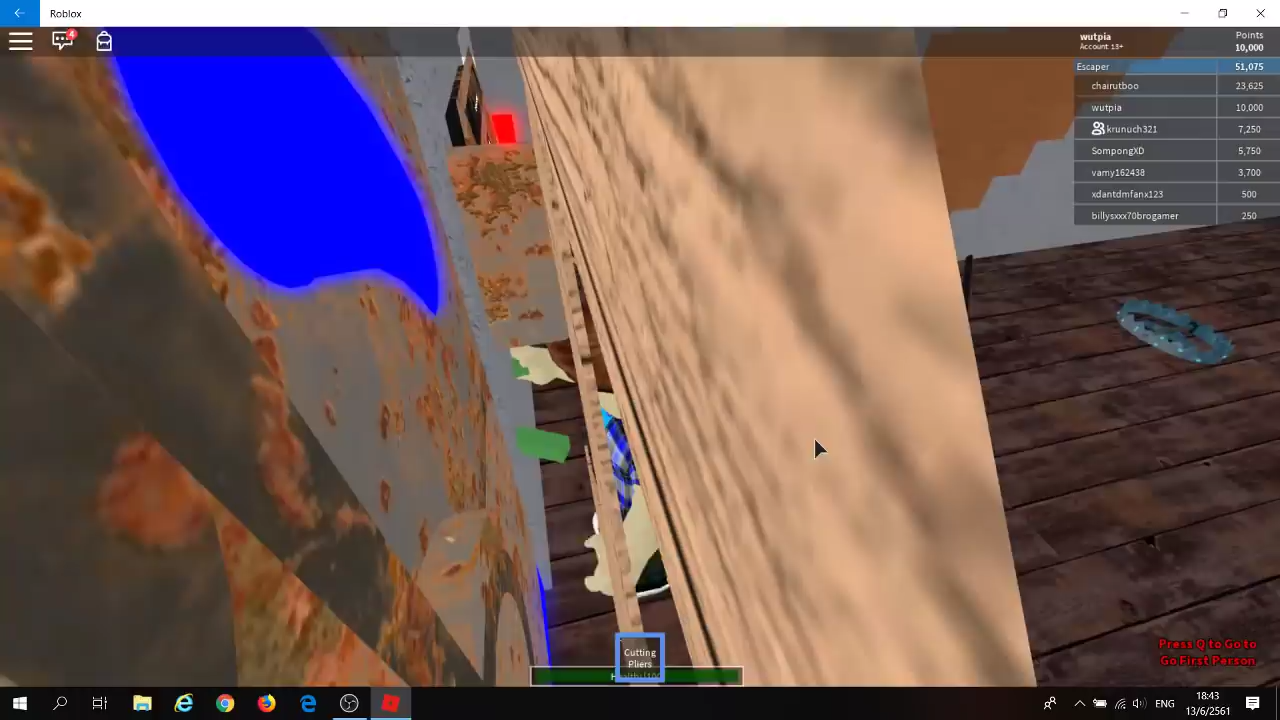 Roblox
4
wutpia
Account: 13+
Points
10,000
Escaper 51,075
chairutboo 23,625
wutpia 10,000
krunuch321 7,250
SompongXD 5,750
vamy162438 3,700
xdantdmfanx123 500
billysxxx70brogamer 250
Press Q to Go to
Go First Person
Cutting
Pliers
ENG
18:43
13/6/2561